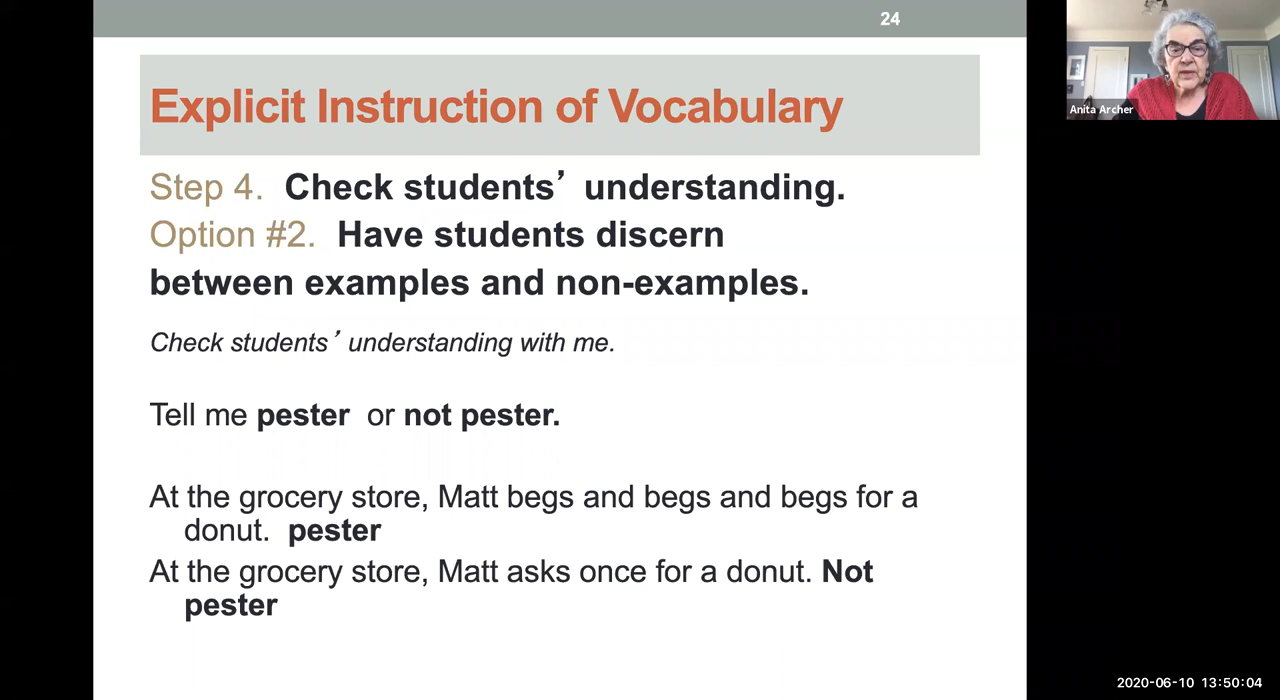 24
Anita Archer
Explicit Instruction of Vocabulary
Step 4. Check students’ understanding.
Option #2. Have students discern
between examples and non-examples.
Check students’ understanding with me.
Tell me pester or not pester.
At the grocery store, Matt begs and begs and begs for a
donut. pester
At the grocery store, Matt asks once for a donut. Not
pester
2020-06-10 13:50:04